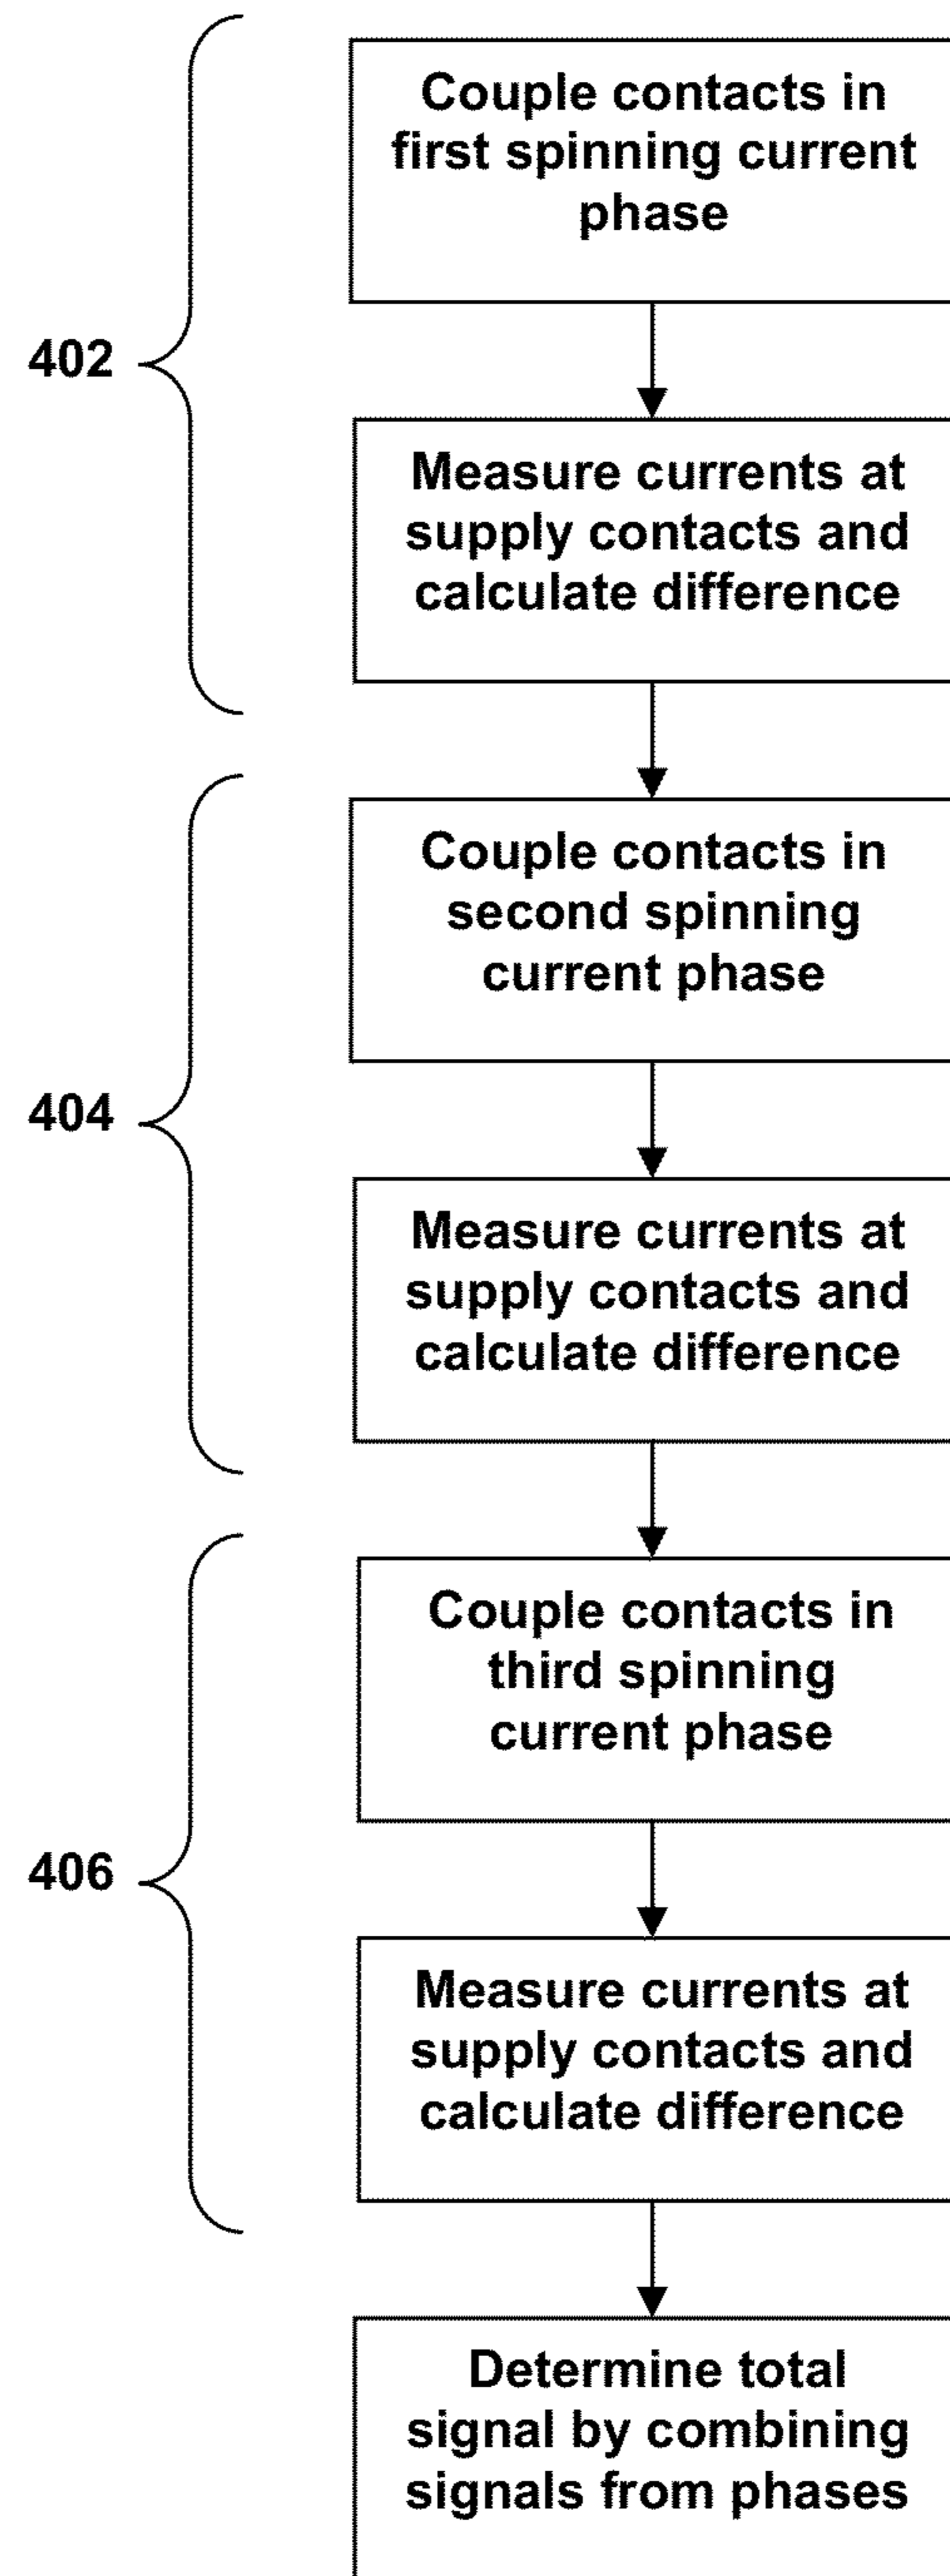 Couple contacts in
first spinning current
phase
402
Measure currents at
supply contacts and
calculate difference
Couple contacts in
second spinning
current phase
404
Measure currents at
supply contacts and
calculate difference
Couple contacts in
third spinning
current phase
406
Measure currents at
supply contacts and
calculate difference
Determine total
signal by combining
signals from phases